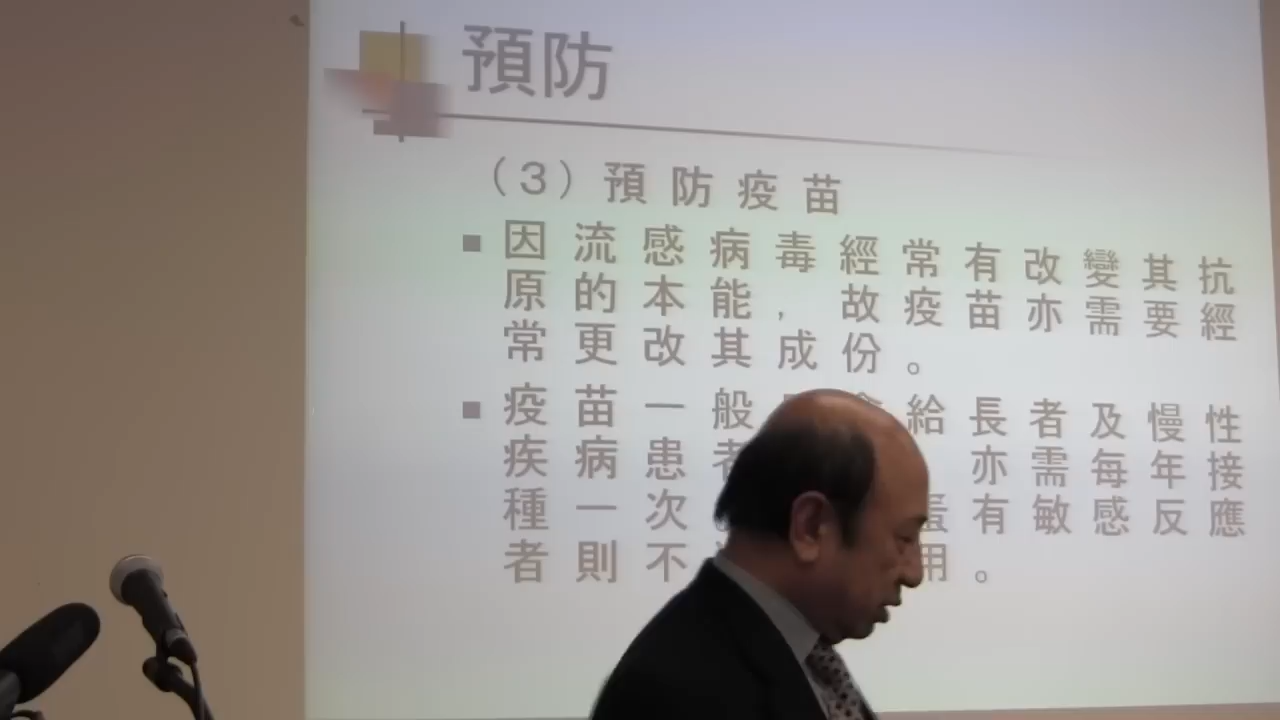 預防
（3）預防疫苗
因流感病毒經常有改變其抗
原的本能，故疫苗亦需要經
常更改其成份。
疫苗一般 給長者及慢性
疾病患 亦需每年接
種一次 有敏感反應
者則不 用。